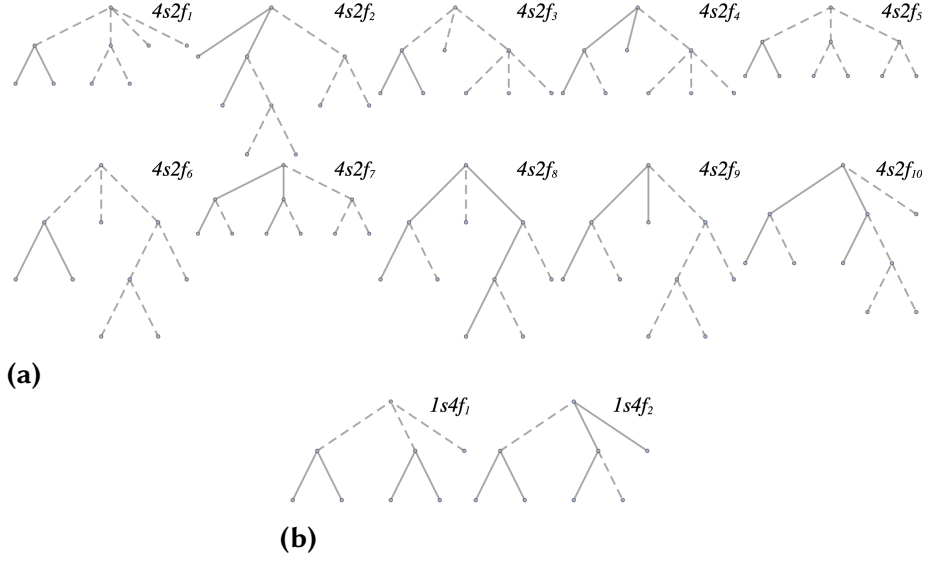 4s2f₁ 4s2f₂ 4s2f₃ 4s2f₄ 4s2f₅
4s2f₆ 4s2f₇ 4s2f₈ 4s2f₉ 4s2f₁₀
(a)
1s4f₁ 1s4f₂
(b)